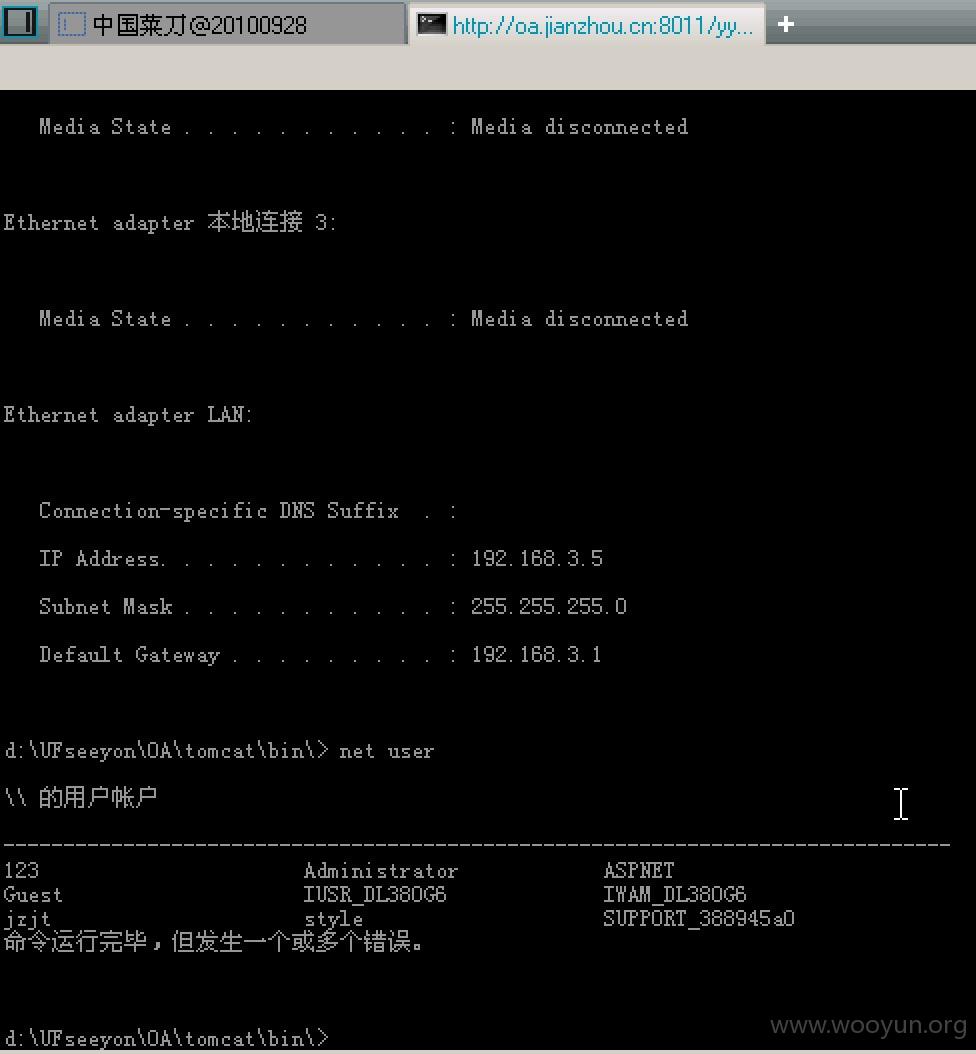 中国菜刀@20100928 http://oa.jianzhou.cn:8011/yy...
Media State . . . . . . . . . . . : Media disconnected
Ethernet adapter 本地连接 3:
Media State . . . . . . . . . . . : Media disconnected
Ethernet adapter LAN:
Connection-specific DNS Suffix  . :
IP Address. . . . . . . . . . . . : 192.168.3.5
Subnet Mask . . . . . . . . . . . : 255.255.255.0
Default Gateway . . . . . . . . . : 192.168.3.1
d:\UFseeyon\OA\tomcat\bin\> net user
\\ 的用户帐户
-------------------------------------------------------------------------------
123                      Administrator            ASPNET
Guest                    IUSR_DL380G6             IWAM_DL380G6
jzjt                     style                    SUPPORT_388945a0
命令运行完毕，但发生一个或多个错误。
d:\UFseeyon\OA\tomcat\bin\>
www.wooyun.org